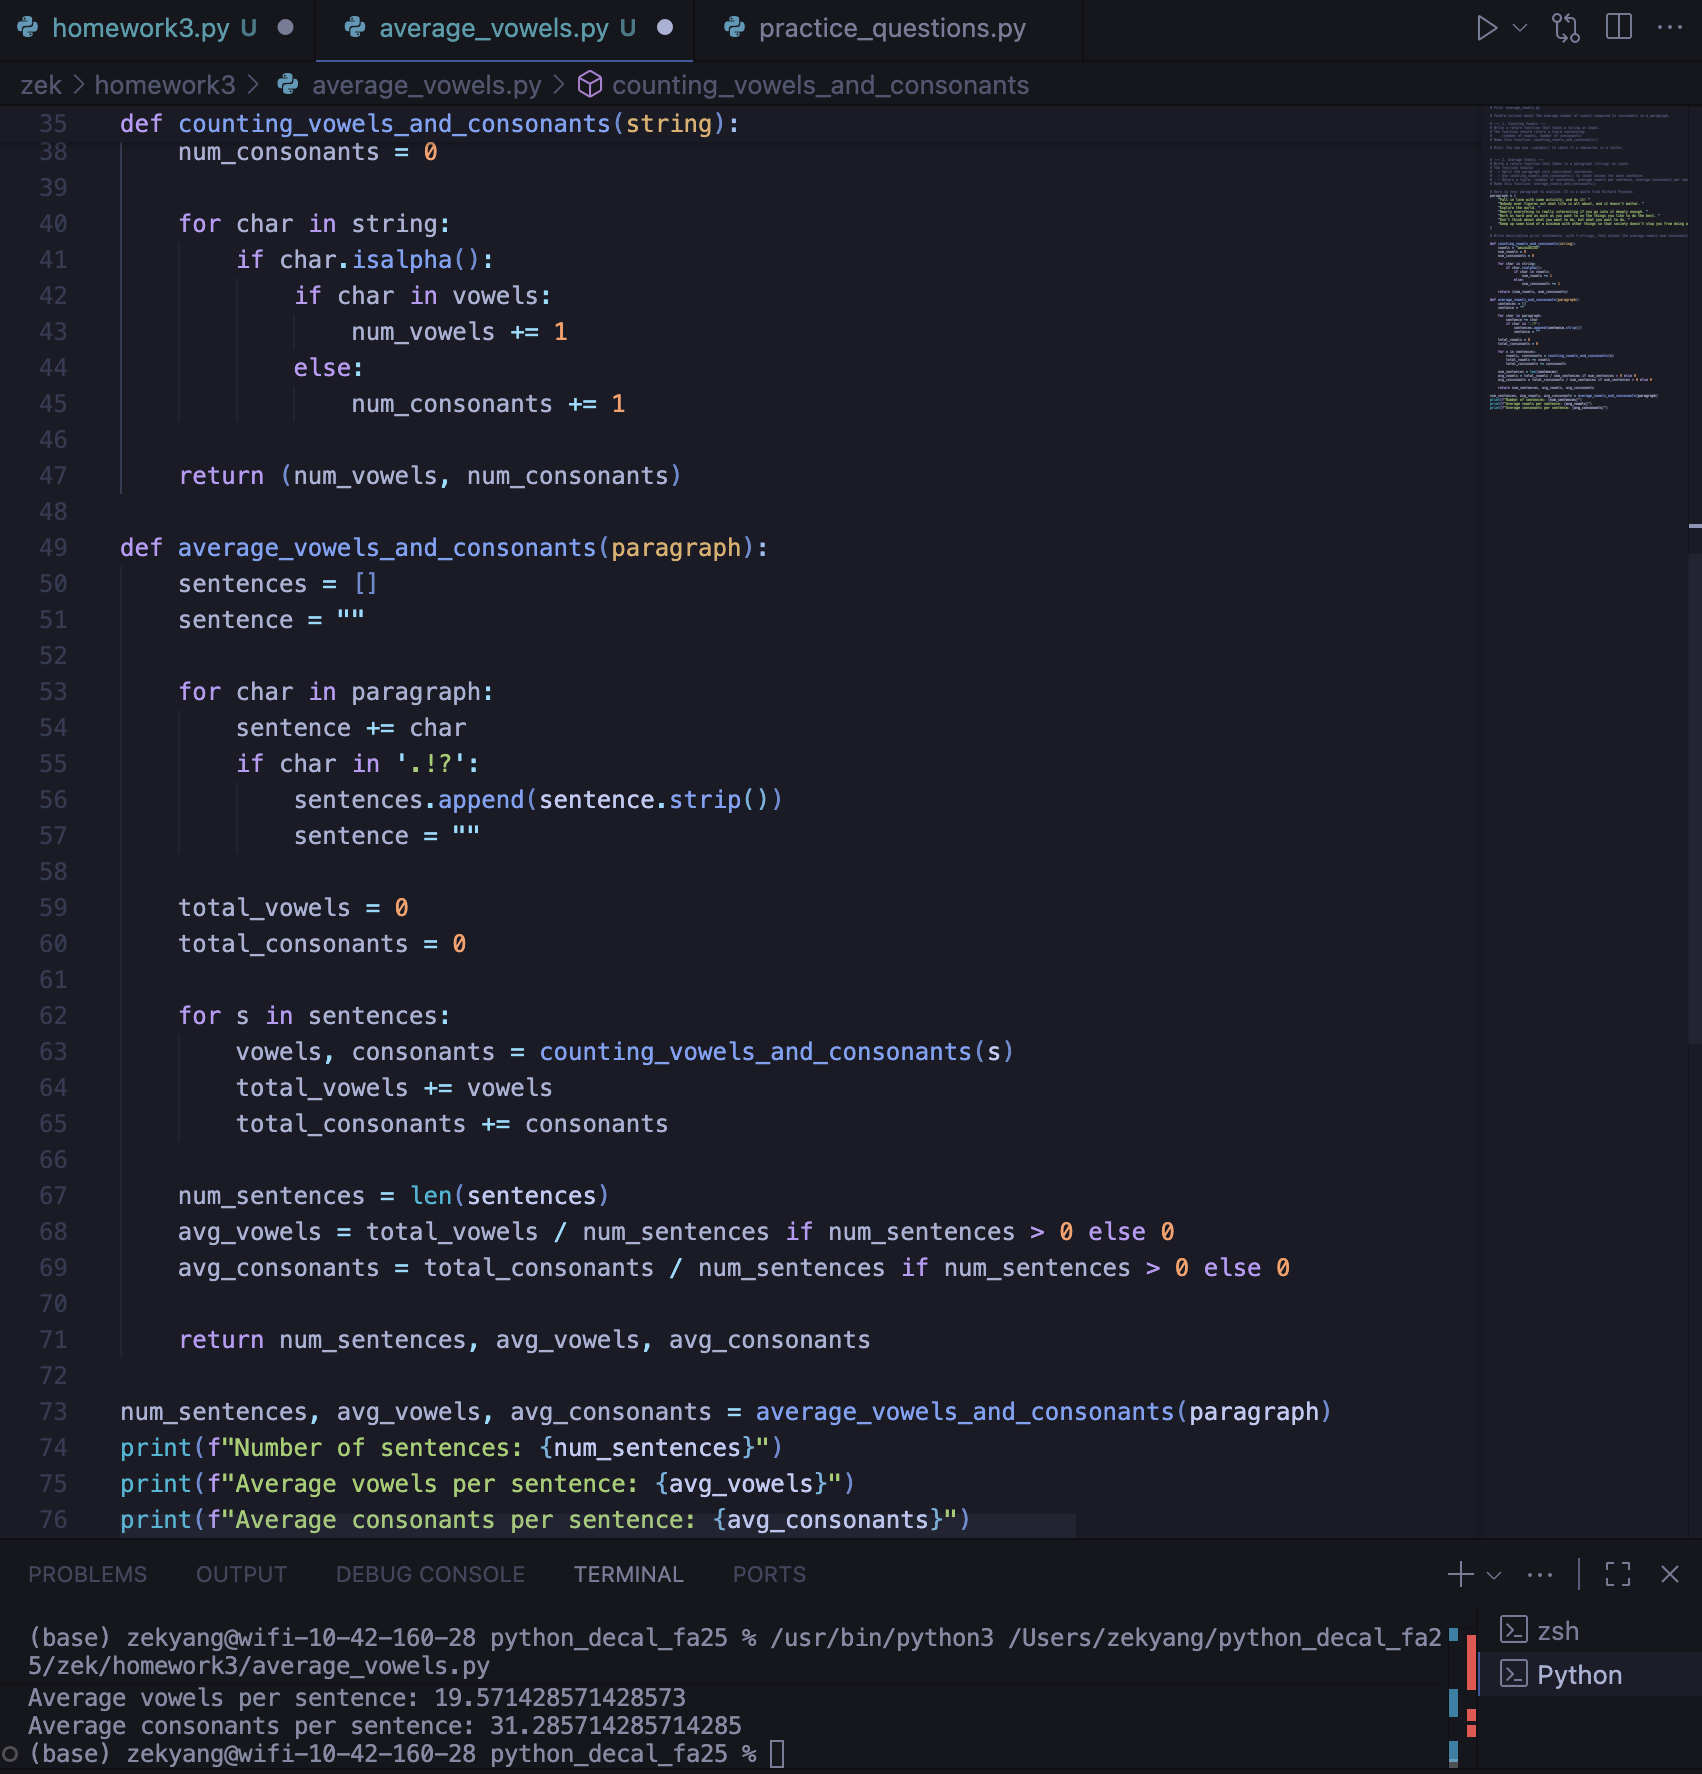 homework3.py U
average_vowels.py U
practice_questions.py
zek > homework3 > average_vowels.py > counting_vowels_and_consonants
35 def counting_vowels_and_consonants(string):
38     num_consonants = 0
39
40     for char in string:
41         if char.isalpha():
42             if char in vowels:
43                 num_vowels += 1
44             else:
45                 num_consonants += 1
46
47     return (num_vowels, num_consonants)
48
49 def average_vowels_and_consonants(paragraph):
50     sentences = []
51     sentence = ""
52
53     for char in paragraph:
54         sentence += char
55         if char in '.!?':
56             sentences.append(sentence.strip())
57             sentence = ""
58
59     total_vowels = 0
60     total_consonants = 0
61
62     for s in sentences:
63         vowels, consonants = counting_vowels_and_consonants(s)
64         total_vowels += vowels
65         total_consonants += consonants
66
67     num_sentences = len(sentences)
68     avg_vowels = total_vowels / num_sentences if num_sentences > 0 else 0
69     avg_consonants = total_consonants / num_sentences if num_sentences > 0 else 0
70
71     return num_sentences, avg_vowels, avg_consonants
72
73 num_sentences, avg_vowels, avg_consonants = average_vowels_and_consonants(paragraph)
74 print(f"Number of sentences: {num_sentences}")
75 print(f"Average vowels per sentence: {avg_vowels}")
76 print(f"Average consonants per sentence: {avg_consonants}")
PROBLEMS OUTPUT DEBUG CONSOLE TERMINAL PORTS
(base) zekyang@wifi-10-42-160-28 python_decal_fa25 % /usr/bin/python3 /Users/zekyang/python_decal_fa2
5/zek/homework3/average_vowels.py
Average vowels per sentence: 19.571428571428573
Average consonants per sentence: 31.285714285714285
(base) zekyang@wifi-10-42-160-28 python_decal_fa25 %
zsh
Python